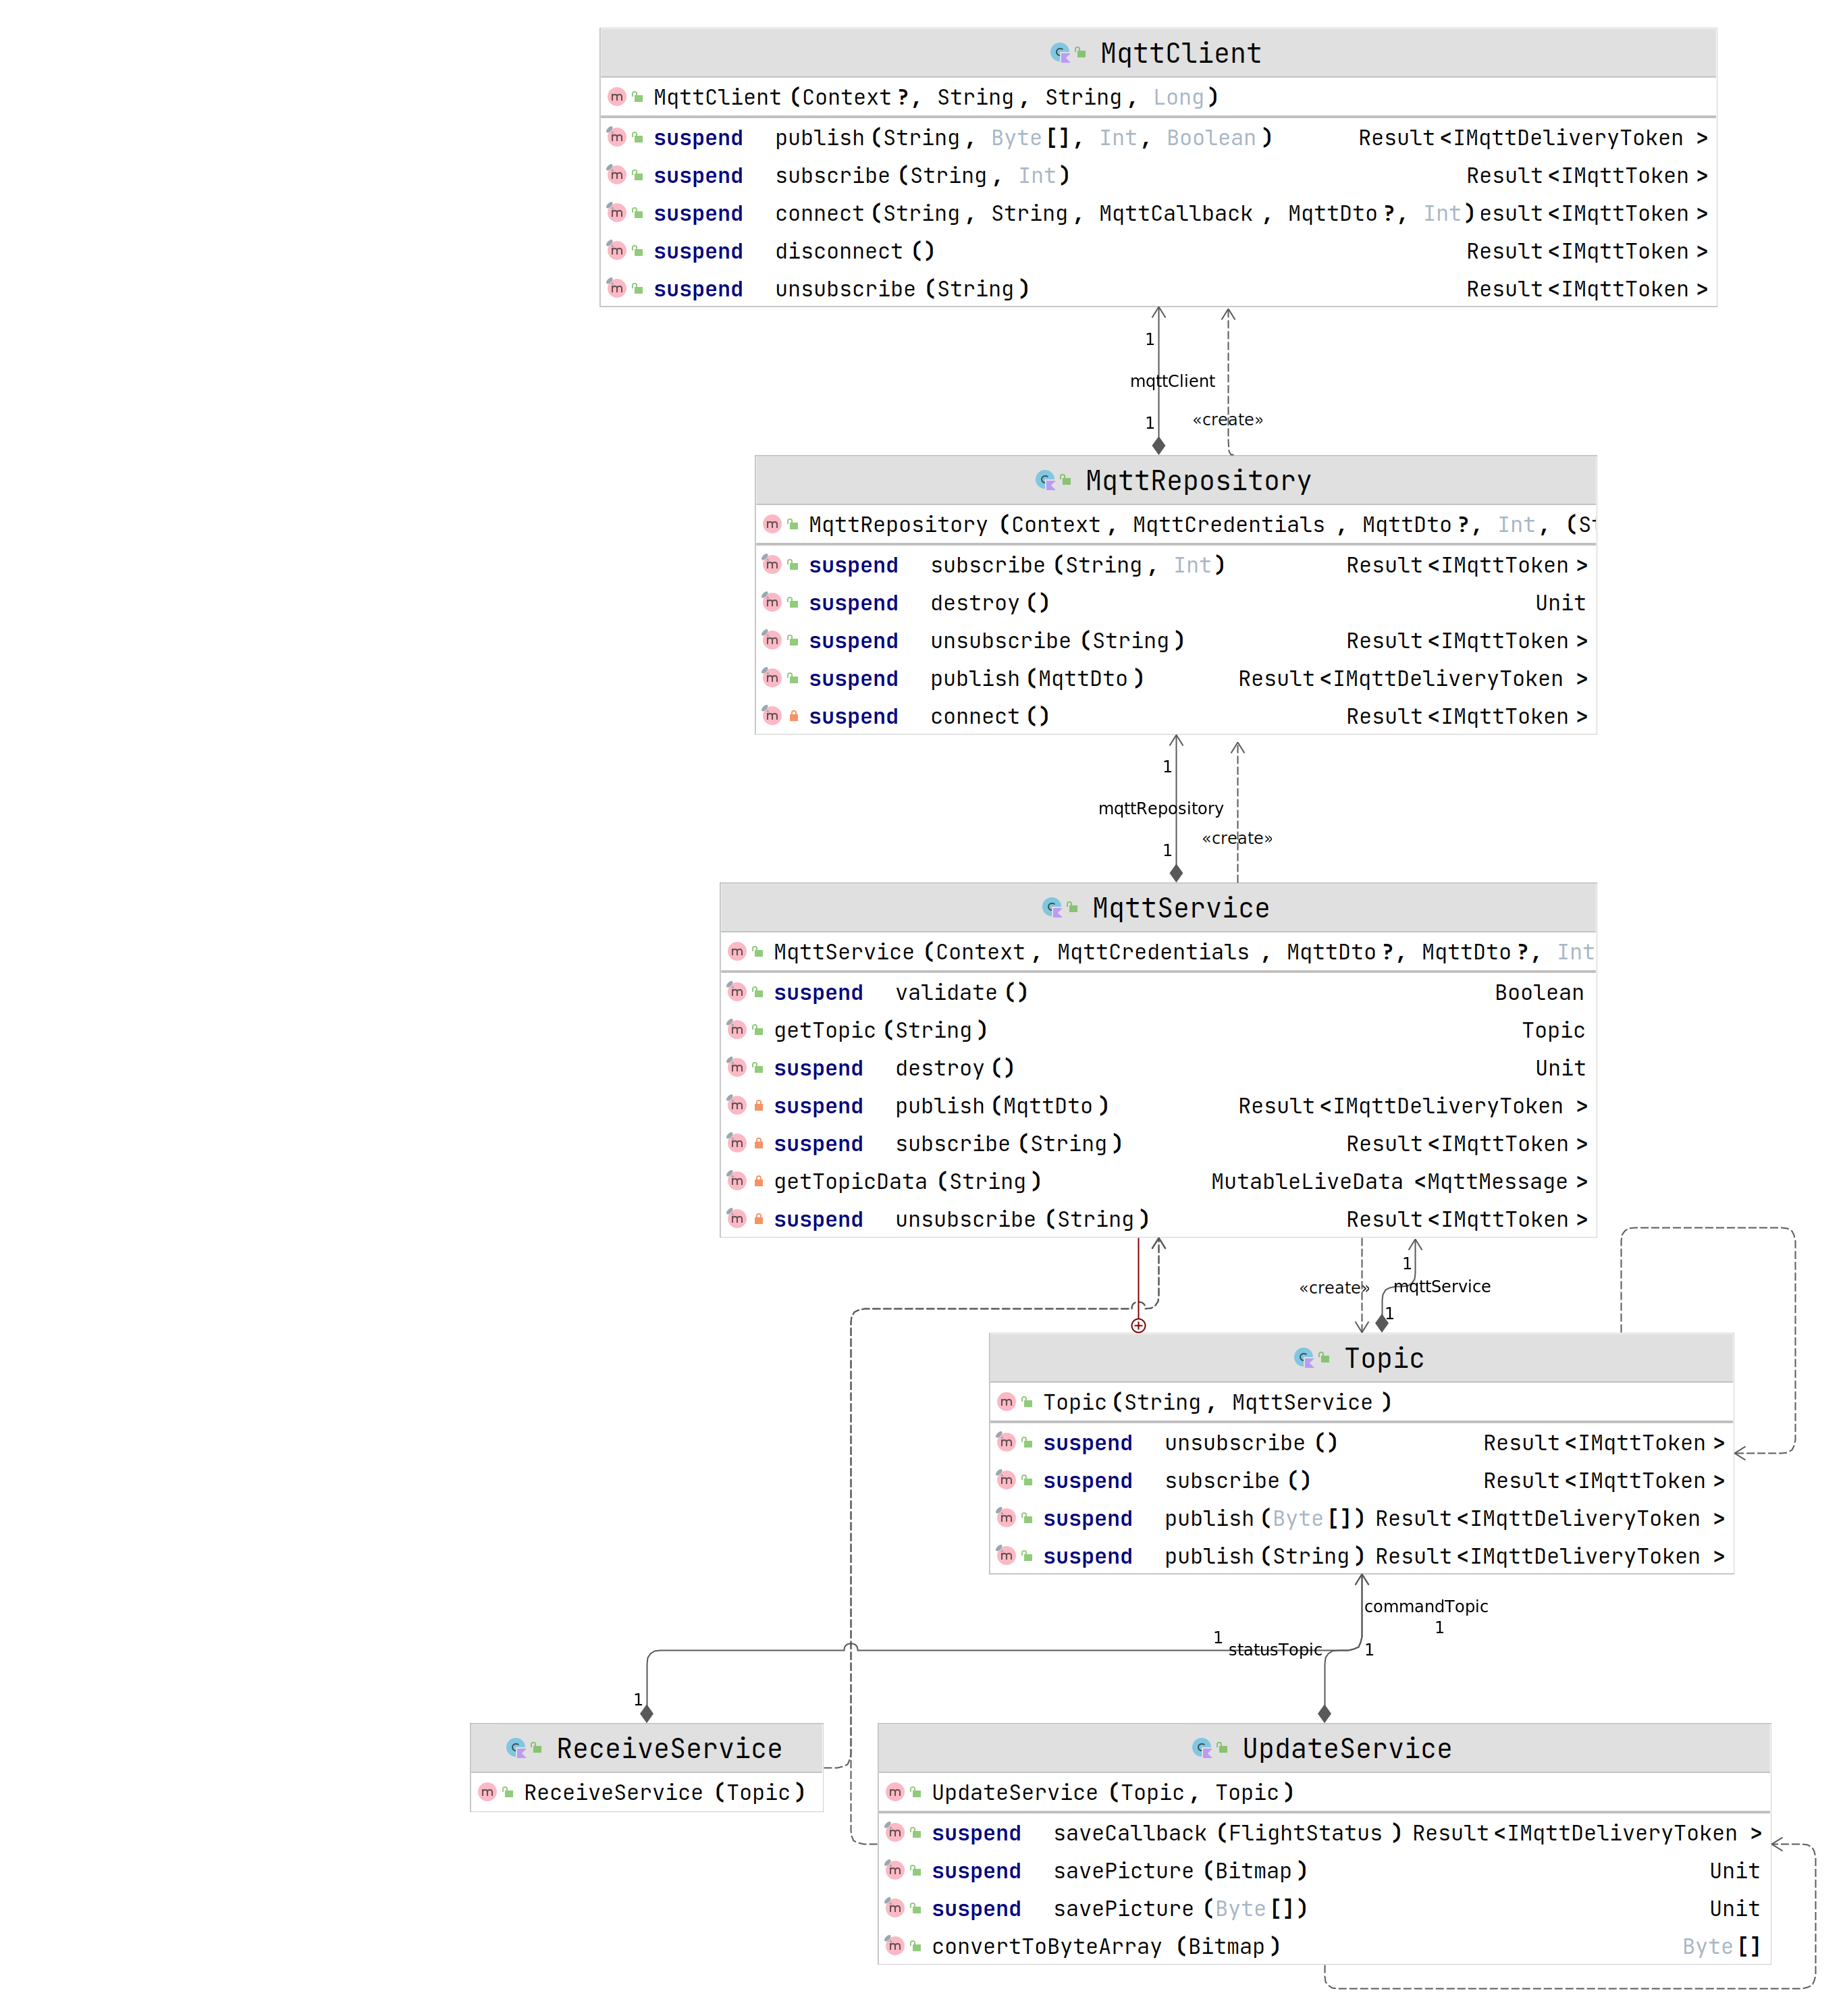 MqttClient
MqttClient(Context?, String, String, Long)
suspend publish(String, Byte[], Int, Boolean) Result<IMqttDeliveryToken>
suspend subscribe(String, Int) Result<IMqttToken>
suspend connect(String, String, MqttCallback, MqttDto?, Int)esult<IMqttToken>
suspend disconnect() Result<IMqttToken>
suspend unsubscribe(String) Result<IMqttToken>
1
mqttClient
1
«create»
MqttRepository
MqttRepository(Context, MqttCredentials, MqttDto?, Int, (St
suspend subscribe(String, Int) Result<IMqttToken>
suspend destroy() Unit
suspend unsubscribe(String) Result<IMqttToken>
suspend publish(MqttDto) Result<IMqttDeliveryToken>
suspend connect() Result<IMqttToken>
1
mqttRepository
«create»
1
MqttService
MqttService(Context, MqttCredentials, MqttDto?, MqttDto?, Int
suspend validate() Boolean
getTopic(String) Topic
suspend destroy() Unit
suspend publish(MqttDto) Result<IMqttDeliveryToken>
suspend subscribe(String) Result<IMqttToken>
getTopicData(String) MutableLiveData<MqttMessage>
suspend unsubscribe(String) Result<IMqttToken>
1
«create» mqttService
1
Topic
Topic(String, MqttService)
suspend unsubscribe() Result<IMqttToken>
suspend subscribe() Result<IMqttToken>
suspend publish(Byte[]) Result<IMqttDeliveryToken>
suspend publish(String) Result<IMqttDeliveryToken>
commandTopic
1
1
statusTopic 1
1
ReceiveService
ReceiveService(Topic)
UpdateService
UpdateService(Topic, Topic)
suspend saveCallback(FlightStatus) Result<IMqttDeliveryToken>
suspend savePicture(Bitmap) Unit
suspend savePicture(Byte[]) Unit
convertToByteArray(Bitmap) Byte[]